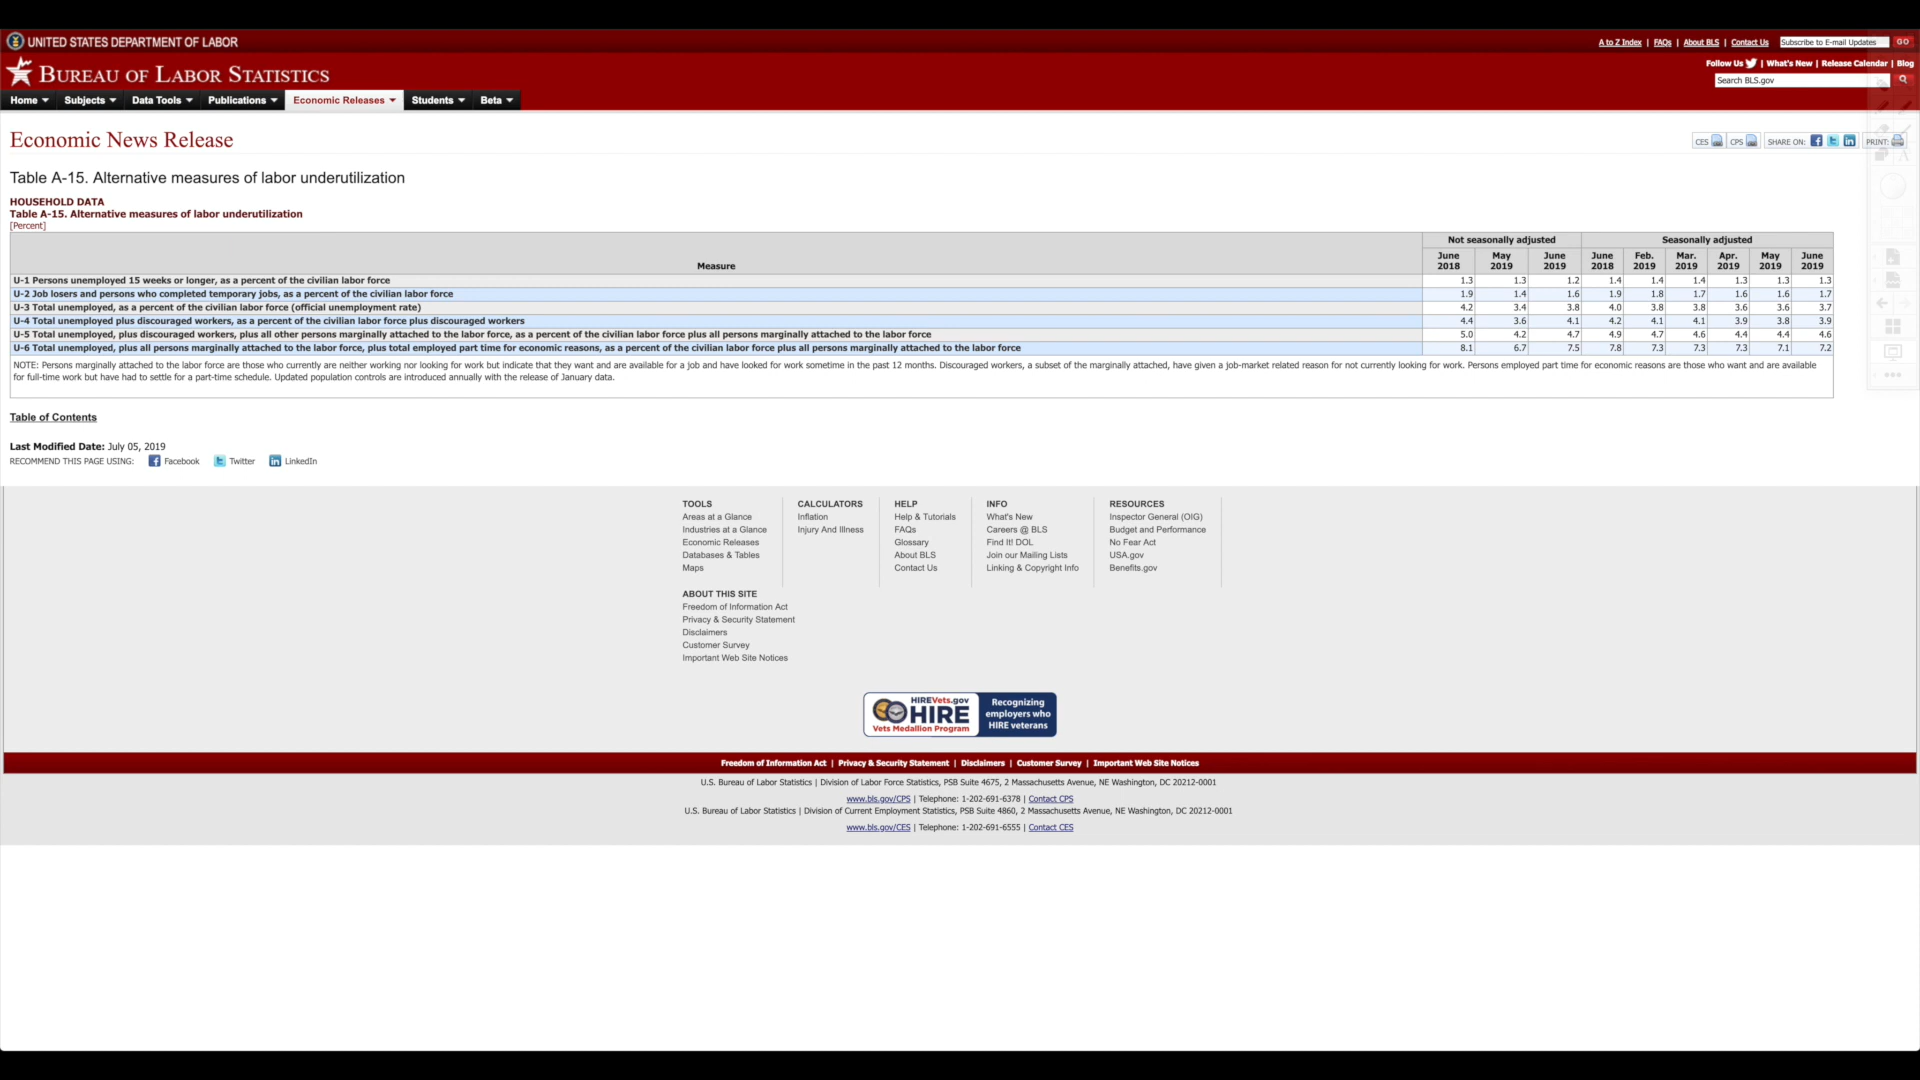 UNITED STATES DEPARTMENT OF LABOR
A to Z Index | FAQs | About BLS | Contact Us Subscribe to E-mail Updates GO
Follow Us | What's New | Release Calendar | Blog
BUREAU OF LABOR STATISTICS
Search BLS.gov
Home Subjects Data Tools Publications Economic Releases Students Beta
Economic News Release
CES CPS SHARE ON: PRINT:
Table A-15. Alternative measures of labor underutilization
HOUSEHOLD DATA
Table A-15. Alternative measures of labor underutilization
[Percent]
Measure Not seasonally adjusted Seasonally adjusted
June 2018 May 2019 June 2019 June 2018 Feb. 2019 Mar. 2019 Apr. 2019 May 2019 June 2019
U-1 Persons unemployed 15 weeks or longer, as a percent of the civilian labor force 1.3 1.3 1.2 1.4 1.4 1.4 1.3 1.3 1.3
U-2 Job losers and persons who completed temporary jobs, as a percent of the civilian labor force 1.9 1.4 1.6 1.9 1.8 1.7 1.6 1.6 1.7
U-3 Total unemployed, as a percent of the civilian labor force (official unemployment rate) 4.2 3.4 3.8 4.0 3.8 3.8 3.6 3.6 3.7
U-4 Total unemployed plus discouraged workers, as a percent of the civilian labor force plus discouraged workers 4.4 3.6 4.1 4.2 4.1 4.1 3.9 3.8 3.9
U-5 Total unemployed, plus discouraged workers, plus all other persons marginally attached to the labor force, as a percent of the civilian labor force plus all persons marginally attached to the labor force 5.0 4.2 4.7 4.9 4.7 4.6 4.4 4.4 4.6
U-6 Total unemployed, plus all persons marginally attached to the labor force, plus total employed part time for economic reasons, as a percent of the civilian labor force plus all persons marginally attached to the labor force 8.1 6.7 7.5 7.8 7.3 7.3 7.3 7.1 7.2
NOTE: Persons marginally attached to the labor force are those who currently are neither working nor looking for work but indicate that they want and are available for a job and have looked for work sometime in the past 12 months. Discouraged workers, a subset of the marginally attached, have given a job-market related reason for not currently looking for work. Persons employed part time for economic reasons are those who want and are available
for full-time work but have had to settle for a part-time schedule. Updated population controls are introduced annually with the release of January data.
Table of Contents
Last Modified Date: July 05, 2019
RECOMMEND THIS PAGE USING: Facebook Twitter LinkedIn
TOOLS
Areas at a Glance
Industries at a Glance
Economic Releases
Databases & Tables
Maps
CALCULATORS
Inflation
Injury And Illness
HELP
Help & Tutorials
FAQs
Glossary
About BLS
Contact Us
INFO
What's New
Careers @ BLS
Find It! DOL
Join our Mailing Lists
Linking & Copyright Info
RESOURCES
Inspector General (OIG)
Budget and Performance
No Fear Act
USA.gov
Benefits.gov
ABOUT THIS SITE
Freedom of Information Act
Privacy & Security Statement
Disclaimers
Customer Survey
Important Web Site Notices
HIREVets.gov
HIRE
Vets Medallion Program
Recognizing
employers who
HIRE veterans
Freedom of Information Act | Privacy & Security Statement | Disclaimers | Customer Survey | Important Web Site Notices
U.S. Bureau of Labor Statistics | Division of Labor Force Statistics, PSB Suite 4675, 2 Massachusetts Avenue, NE Washington, DC 20212-0001
www.bls.gov/CPS | Telephone: 1-202-691-6378 | Contact CPS
U.S. Bureau of Labor Statistics | Division of Current Employment Statistics, PSB Suite 4860, 2 Massachusetts Avenue, NE Washington, DC 20212-0001
www.bls.gov/CES | Telephone: 1-202-691-6555 | Contact CES